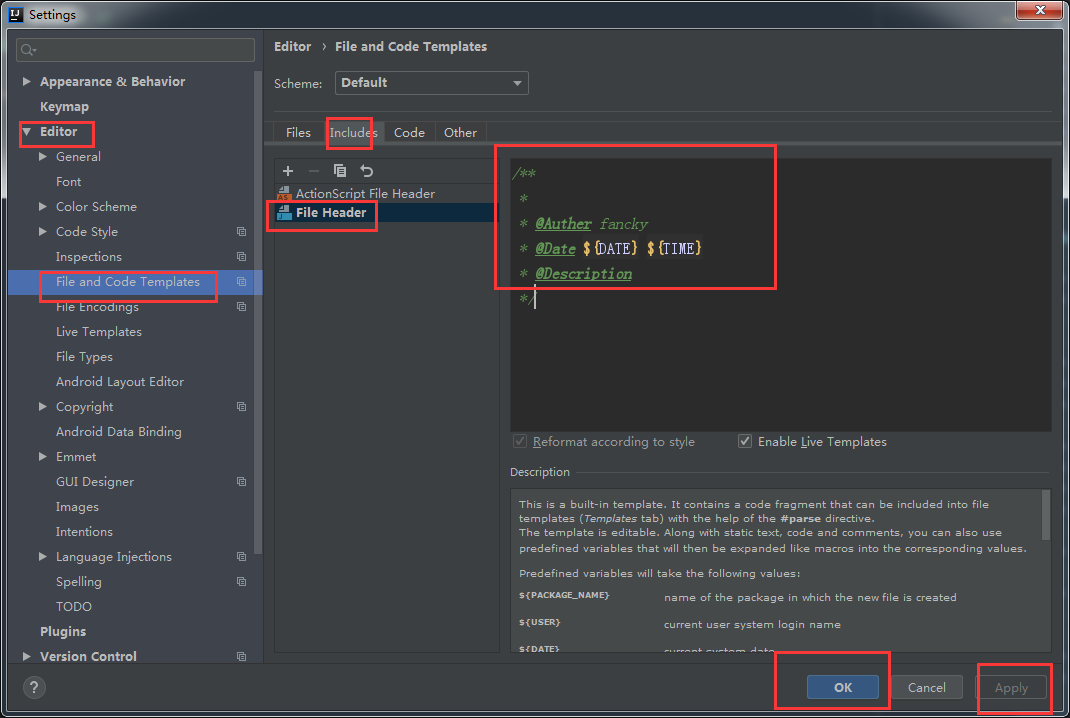 Settings
Appearance & Behavior
Keymap
Editor
General
Font
Color Scheme
Code Style
Inspections
File and Code Templates
File Encodings
Live Templates
File Types
Android Layout Editor
Copyright
Android Data Binding
Emmet
GUI Designer
Images
Intentions
Language Injections
Spelling
TODO
Plugins
Version Control
Editor › File and Code Templates
Scheme: Default
Files Includes Code Other
ActionScript File Header
File Header
/**
*
* @Auther fancky
* @Date ${DATE} ${TIME}
* @Description
*/
Reformat according to style Enable Live Templates
Description
This is a built-in template. It contains a code fragment that can be included into file
templates (Templates tab) with the help of the #parse directive.
The template is editable. Along with static text, code and comments, you can also use
predefined variables that will then be expanded like macros into the corresponding values.
Predefined variables will take the following values:
${PACKAGE_NAME} name of the package in which the new file is created
${USER} current user system login name
${DATE} current system date
? OK Cancel Apply